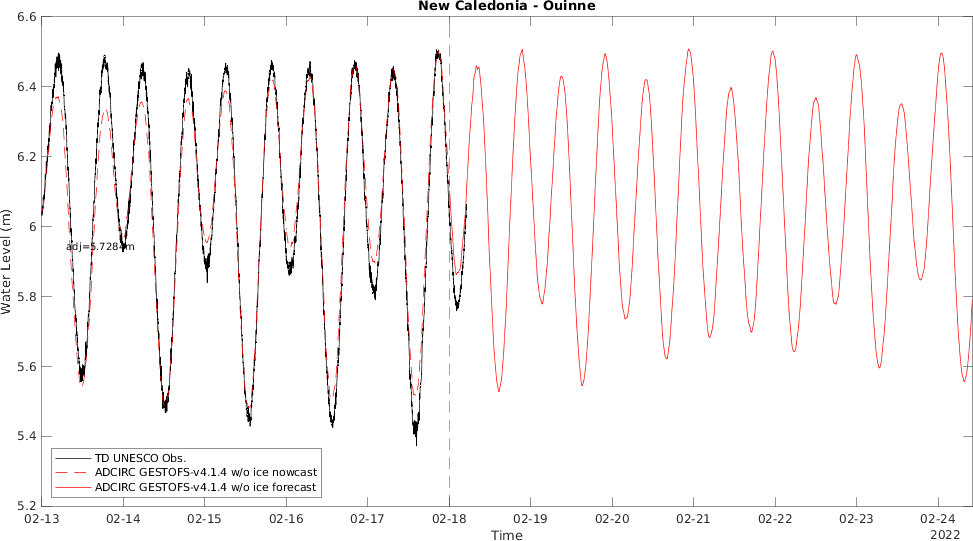 New Caledonia - Ouinne
6.6
6.4
6.2
6
5.8
5.6
5.4
5.2
Water Level (m)
adj=5.7284m
TD UNESCO Obs.
ADCIRC GESTOFS-v4.1.4 w/o ice nowcast
ADCIRC GESTOFS-v4.1.4 w/o ice forecast
02-13 02-14 02-15 02-16 02-17 02-18 02-19 02-20 02-21 02-22 02-23 02-24
Time
2022